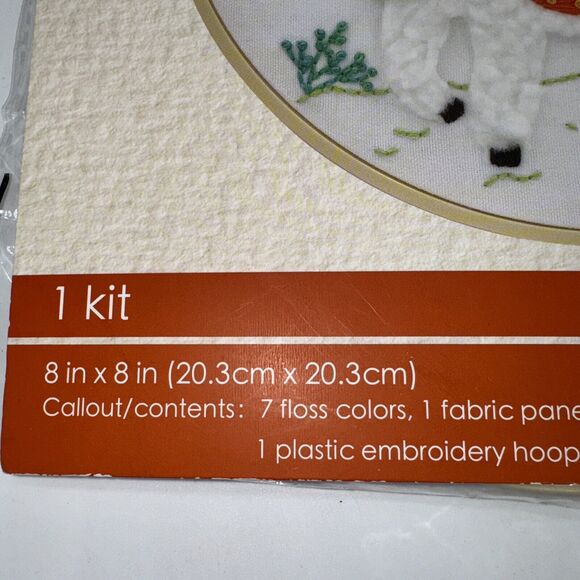 1 kit
8 in x 8 in (20.3cm x 20.3cm)
Callout/contents: 7 floss colors, 1 fabric pane
1 plastic embroidery hoop